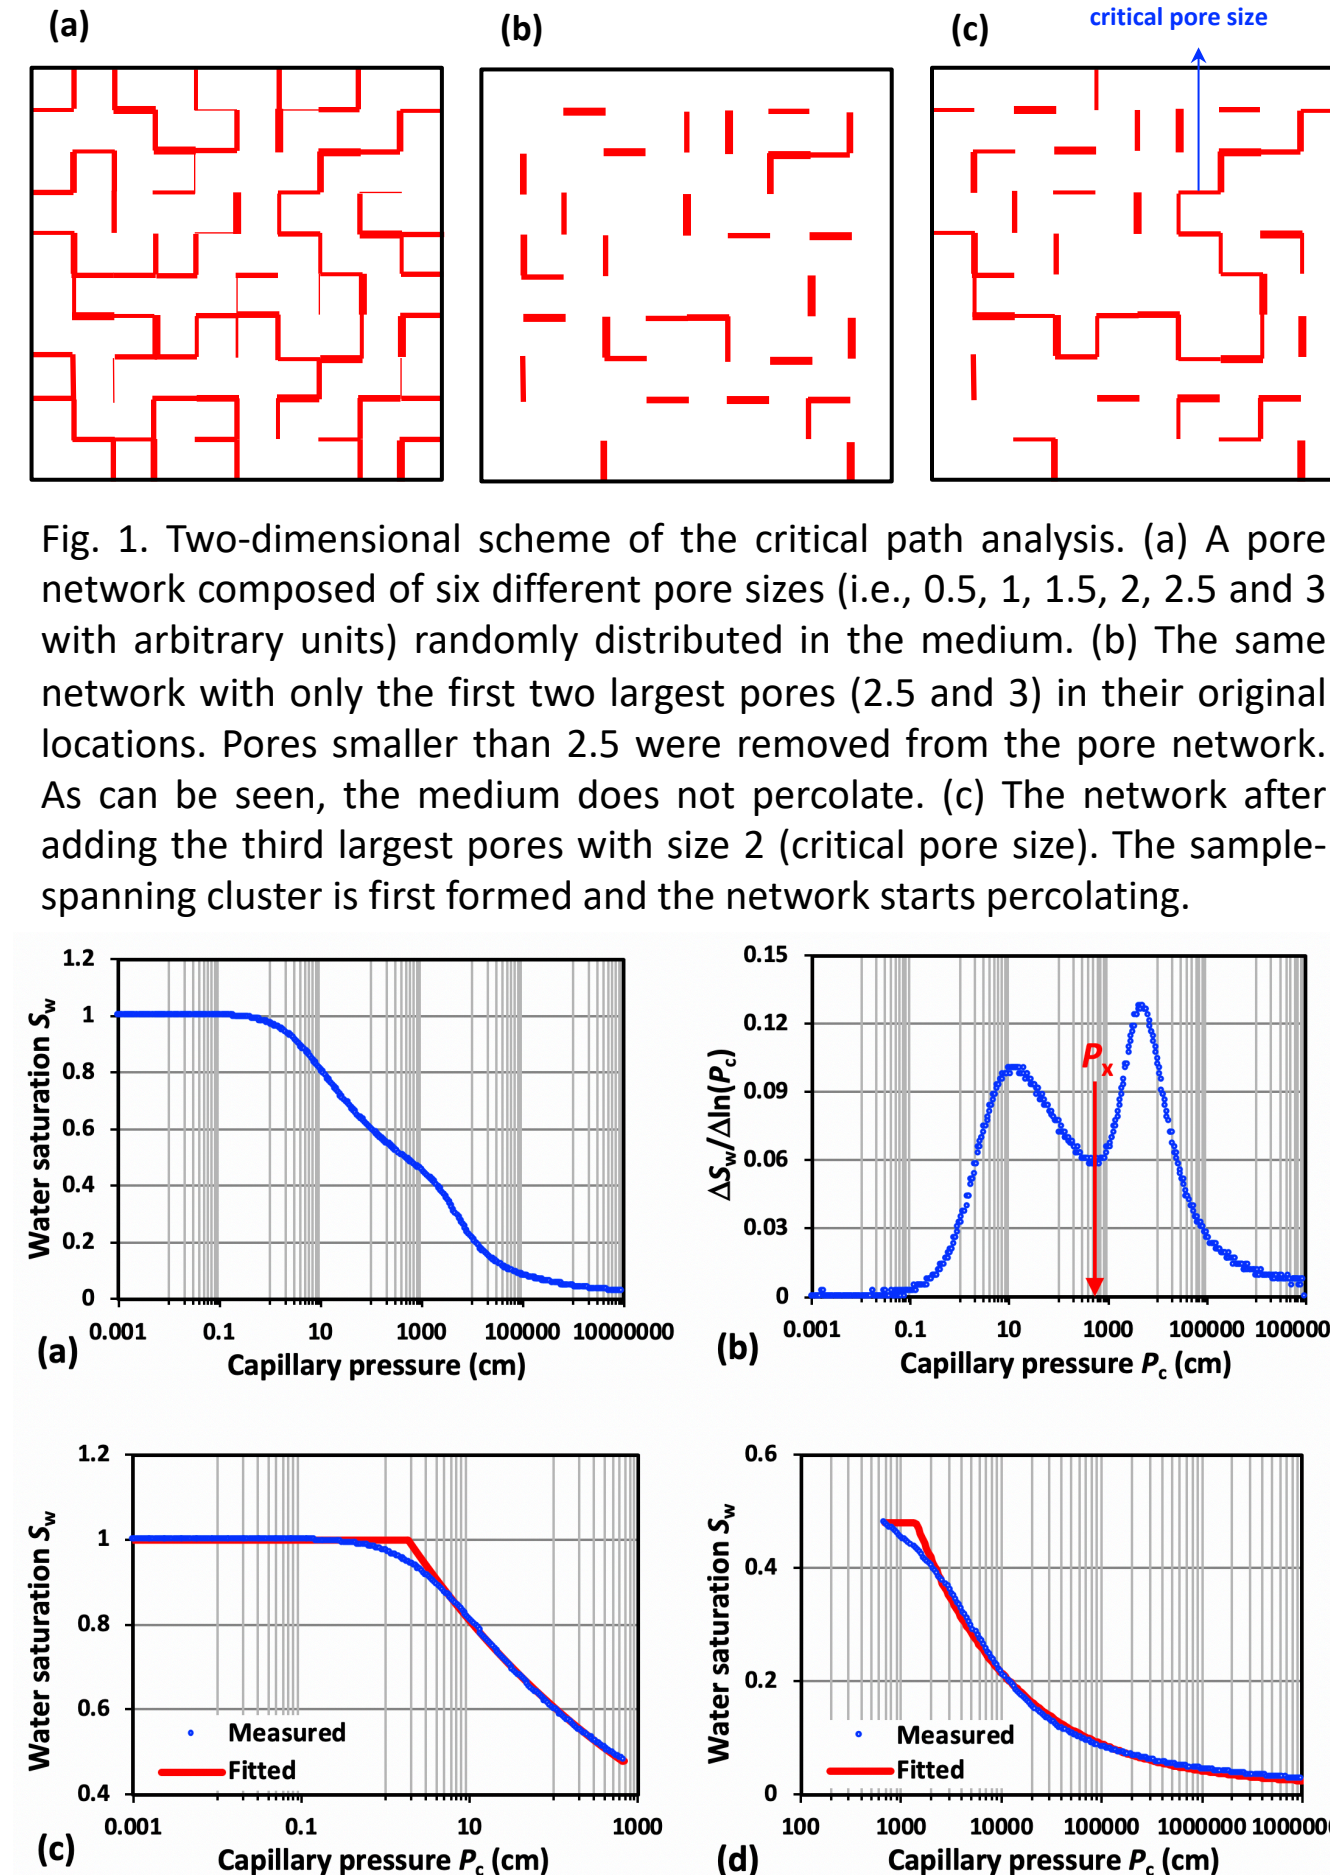 (a)
(b)
(c)
critical pore size
Fig. 1. Two-dimensional scheme of the critical path analysis. (a) A pore
network composed of six different pore sizes (i.e., 0.5, 1, 1.5, 2, 2.5 and 3
with arbitrary units) randomly distributed in the medium. (b) The same
network with only the first two largest pores (2.5 and 3) in their original
locations. Pores smaller than 2.5 were removed from the pore network.
As can be seen, the medium does not percolate. (c) The network after
adding the third largest pores with size 2 (critical pore size). The sample-
spanning cluster is first formed and the network starts percolating.
Water saturation Sw
1.2
1
0.8
0.6
0.4
0.2
0
0.001 0.1 10 1000 100000 10000000
Capillary pressure (cm)
(a)
ΔSw/Δln(Pc)
0.15
0.12
0.09
0.06
0.03
0
Px
0.001 0.1 10 1000 100000 100000
Capillary pressure Pc (cm)
(b)
Water saturation Sw
1.2
1
0.8
0.6
0.4
Measured
Fitted
0.001 0.1 10 1000
Capillary pressure Pc (cm)
(c)
Water saturation Sw
0.6
0.4
0.2
0
Measured
Fitted
100 1000 10000 100000 1000000 1000000
Capillary pressure Pc (cm)
(d)